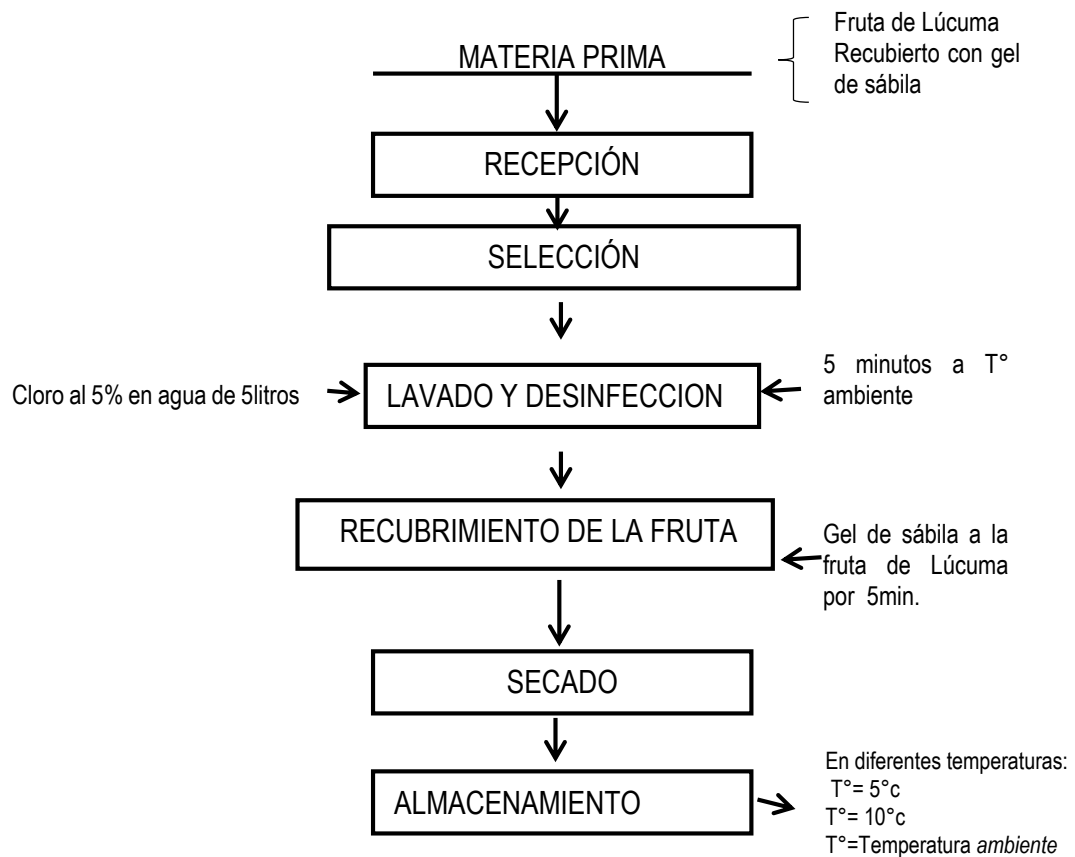 MATERIA PRIMA
Fruta de Lúcuma
Recubierto con gel
de sábila
RECEPCIÓN
SELECCIÓN
Cloro al 5% en agua de 5litros
LAVADO Y DESINFECCION
5 minutos a T°
ambiente
RECUBRIMIENTO DE LA FRUTA
Gel de sábila a la
fruta de Lúcuma
por 5min.
SECADO
ALMACENAMIENTO
En diferentes temperaturas:
T°= 5°c
T°= 10°c
T°=Temperatura ambiente